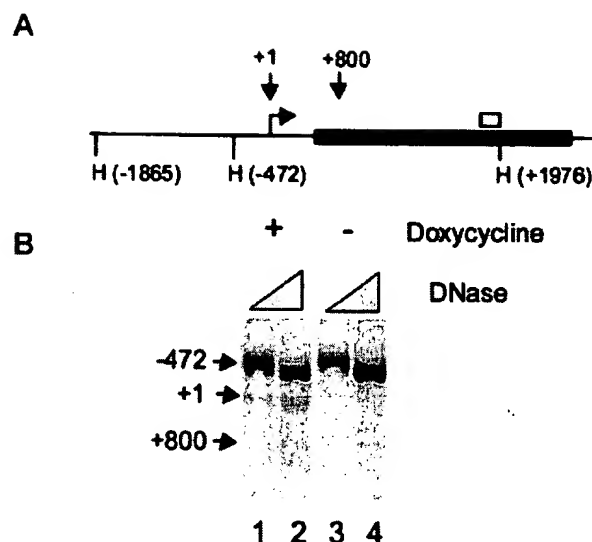 A
+1 +800
H (-1865) H (-472) H (+1976)
+ - Doxycycline
B
DNase
-472
+1
+800
1 2 3 4